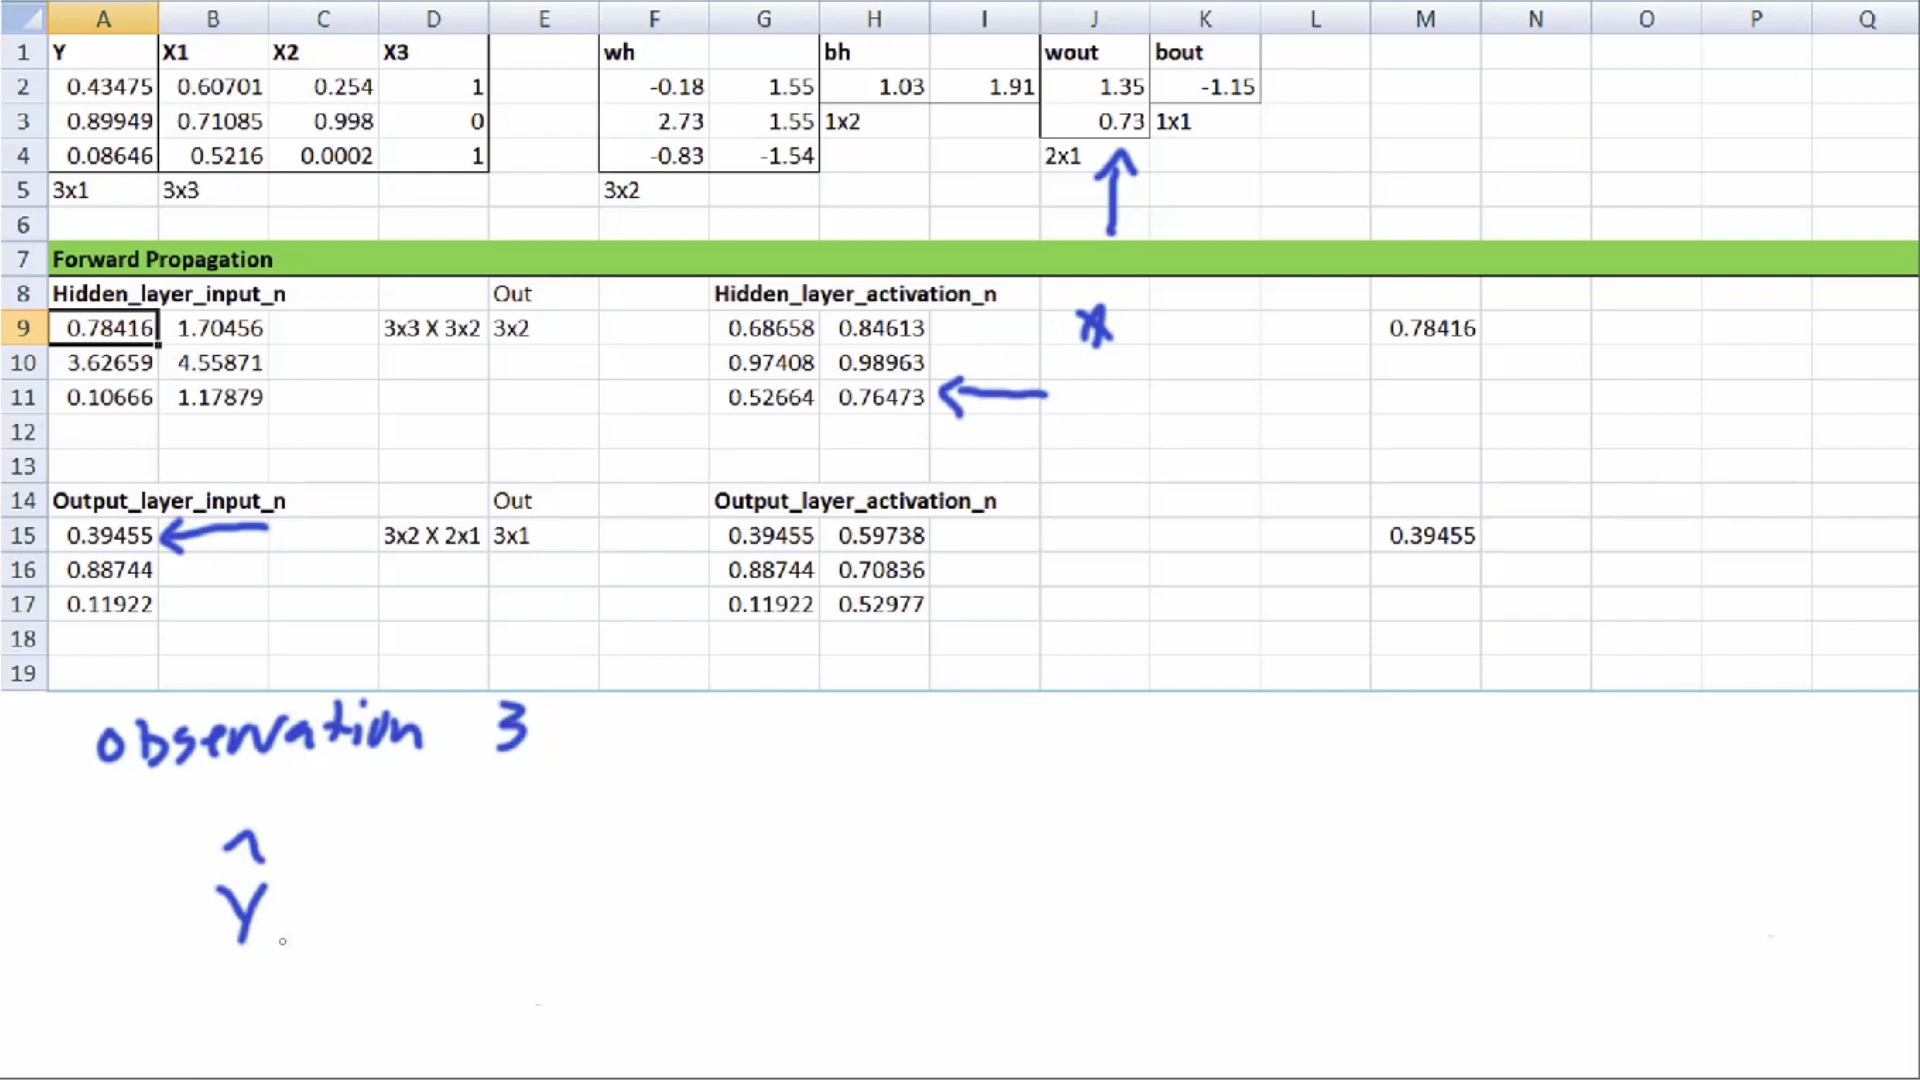 A B C D E F G H I J K L M N O P Q
1 Y X1 X2 X3 wh bh wout bout
2 0.43475 0.60701 0.254 1 -0.18 1.55 1.03 1.91 1.35 -1.15
3 0.89949 0.71085 0.998 0 2.73 1.55 1x2 0.73 1x1
4 0.08646 0.5216 0.0002 1 -0.83 -1.54 2x1
5 3x1 3x3 3x2
6
7 Forward Propagation
8 Hidden_layer_input_n Out Hidden_layer_activation_n
9 0.78416 1.70456 3x3 X 3x2 3x2 0.68658 0.84613 * 0.78416
10 3.62659 4.55871 0.97408 0.98963
11 0.10666 1.17879 0.52664 0.76473
12
13
14 Output_layer_input_n Out Output_layer_activation_n
15 0.39455 3x2 X 2x1 3x1 0.39455 0.59738 0.39455
16 0.88744 0.88744 0.70836
17 0.11922 0.11922 0.52977
18
19
observation 3
^
Y